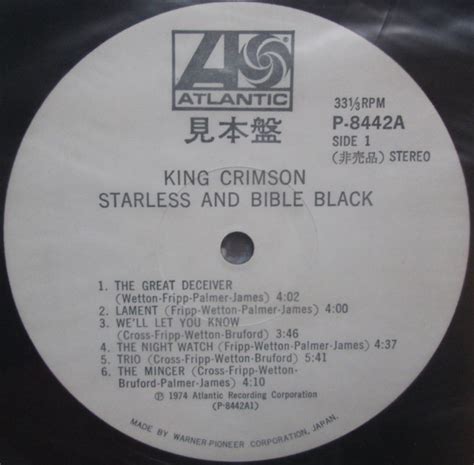 ATLANTIC
見本盤
33⅓RPM
P-8442A
SIDE 1
(非売品) STEREO
KING CRIMSON
STARLESS AND BIBLE BLACK
1. THE GREAT DECEIVER
(Wetton-Fripp-Palmer-James) 4:02
2. LAMENT (Fripp-Wetton-Palmer-James) 4:00
3. WE'LL LET YOU KNOW
(Cross-Fripp-Wetton-Bruford) 3:46
4. THE NIGHT WATCH (Fripp-Wetton-Palmer-James) 4:37
5. TRIO (Cross-Fripp-Wetton-Bruford) 5:41
6. THE MINCER (Cross-Fripp-Wetton-
Bruford-Palmer-James) 4:10
℗ 1974 Atlantic Recording Corporation
(P-8442A1)
MADE BY WARNER-PIONEER CORPORATION, JAPAN.